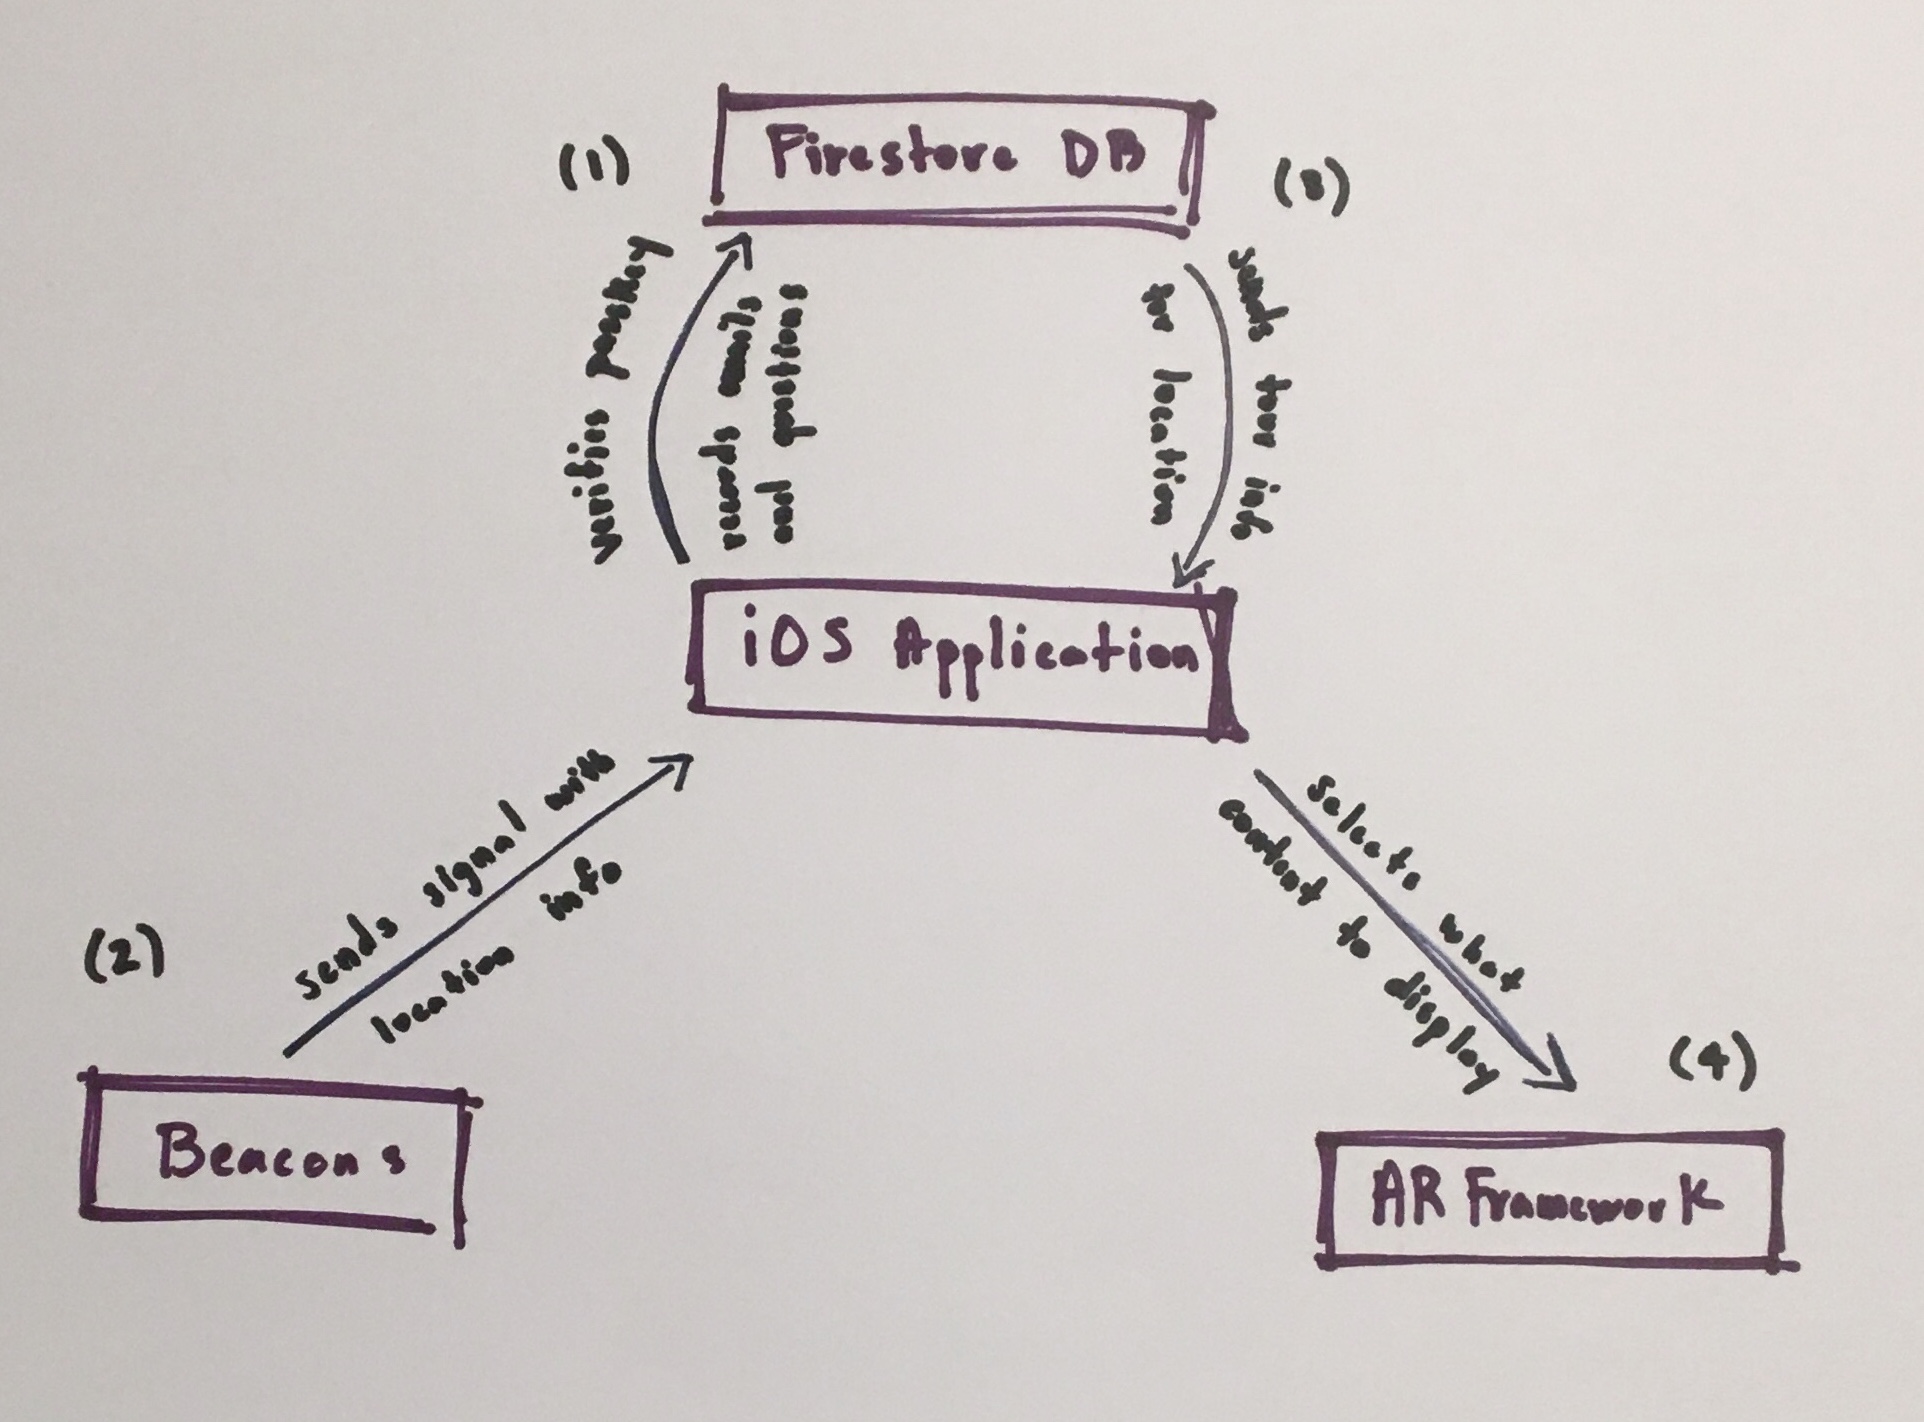 (1)
Firestore DB
(3)
verifies passkey
records emails
and questions
sends tour info
for location
iOS Application
sends signal with
location info
selects what
content to display
(2)
(4)
Beacons
AR Framework